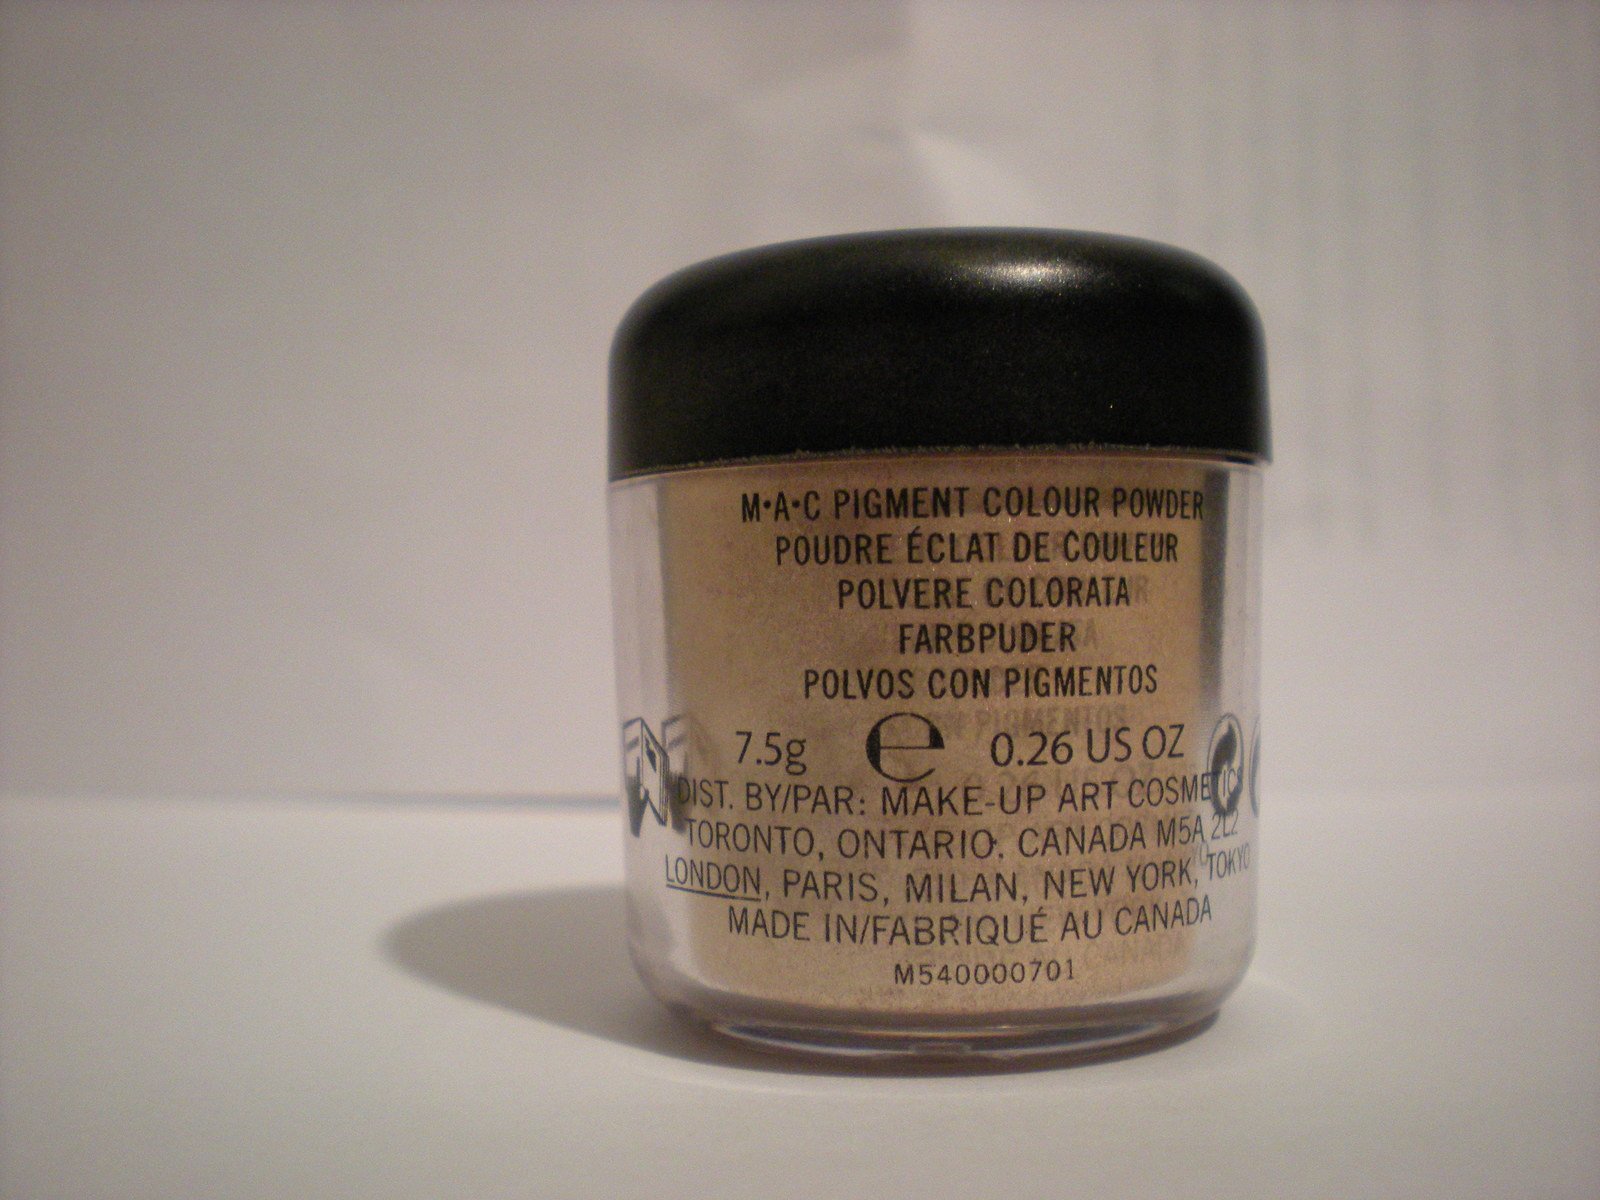 M·A·C PIGMENT COLOUR POWDER
POUDRE ÉCLAT DE COULEUR
POLVERE COLORATA
FARBPUDER
POLVOS CON PIGMENTOS
7.5g e 0.26 US OZ
DIST. BY/PAR: MAKE-UP ART COSMETICS
TORONTO, ONTARIO. CANADA M5A 2L2
LONDON, PARIS, MILAN, NEW YORK, TOKYO
MADE IN/FABRIQUÉ AU CANADA
M540000701